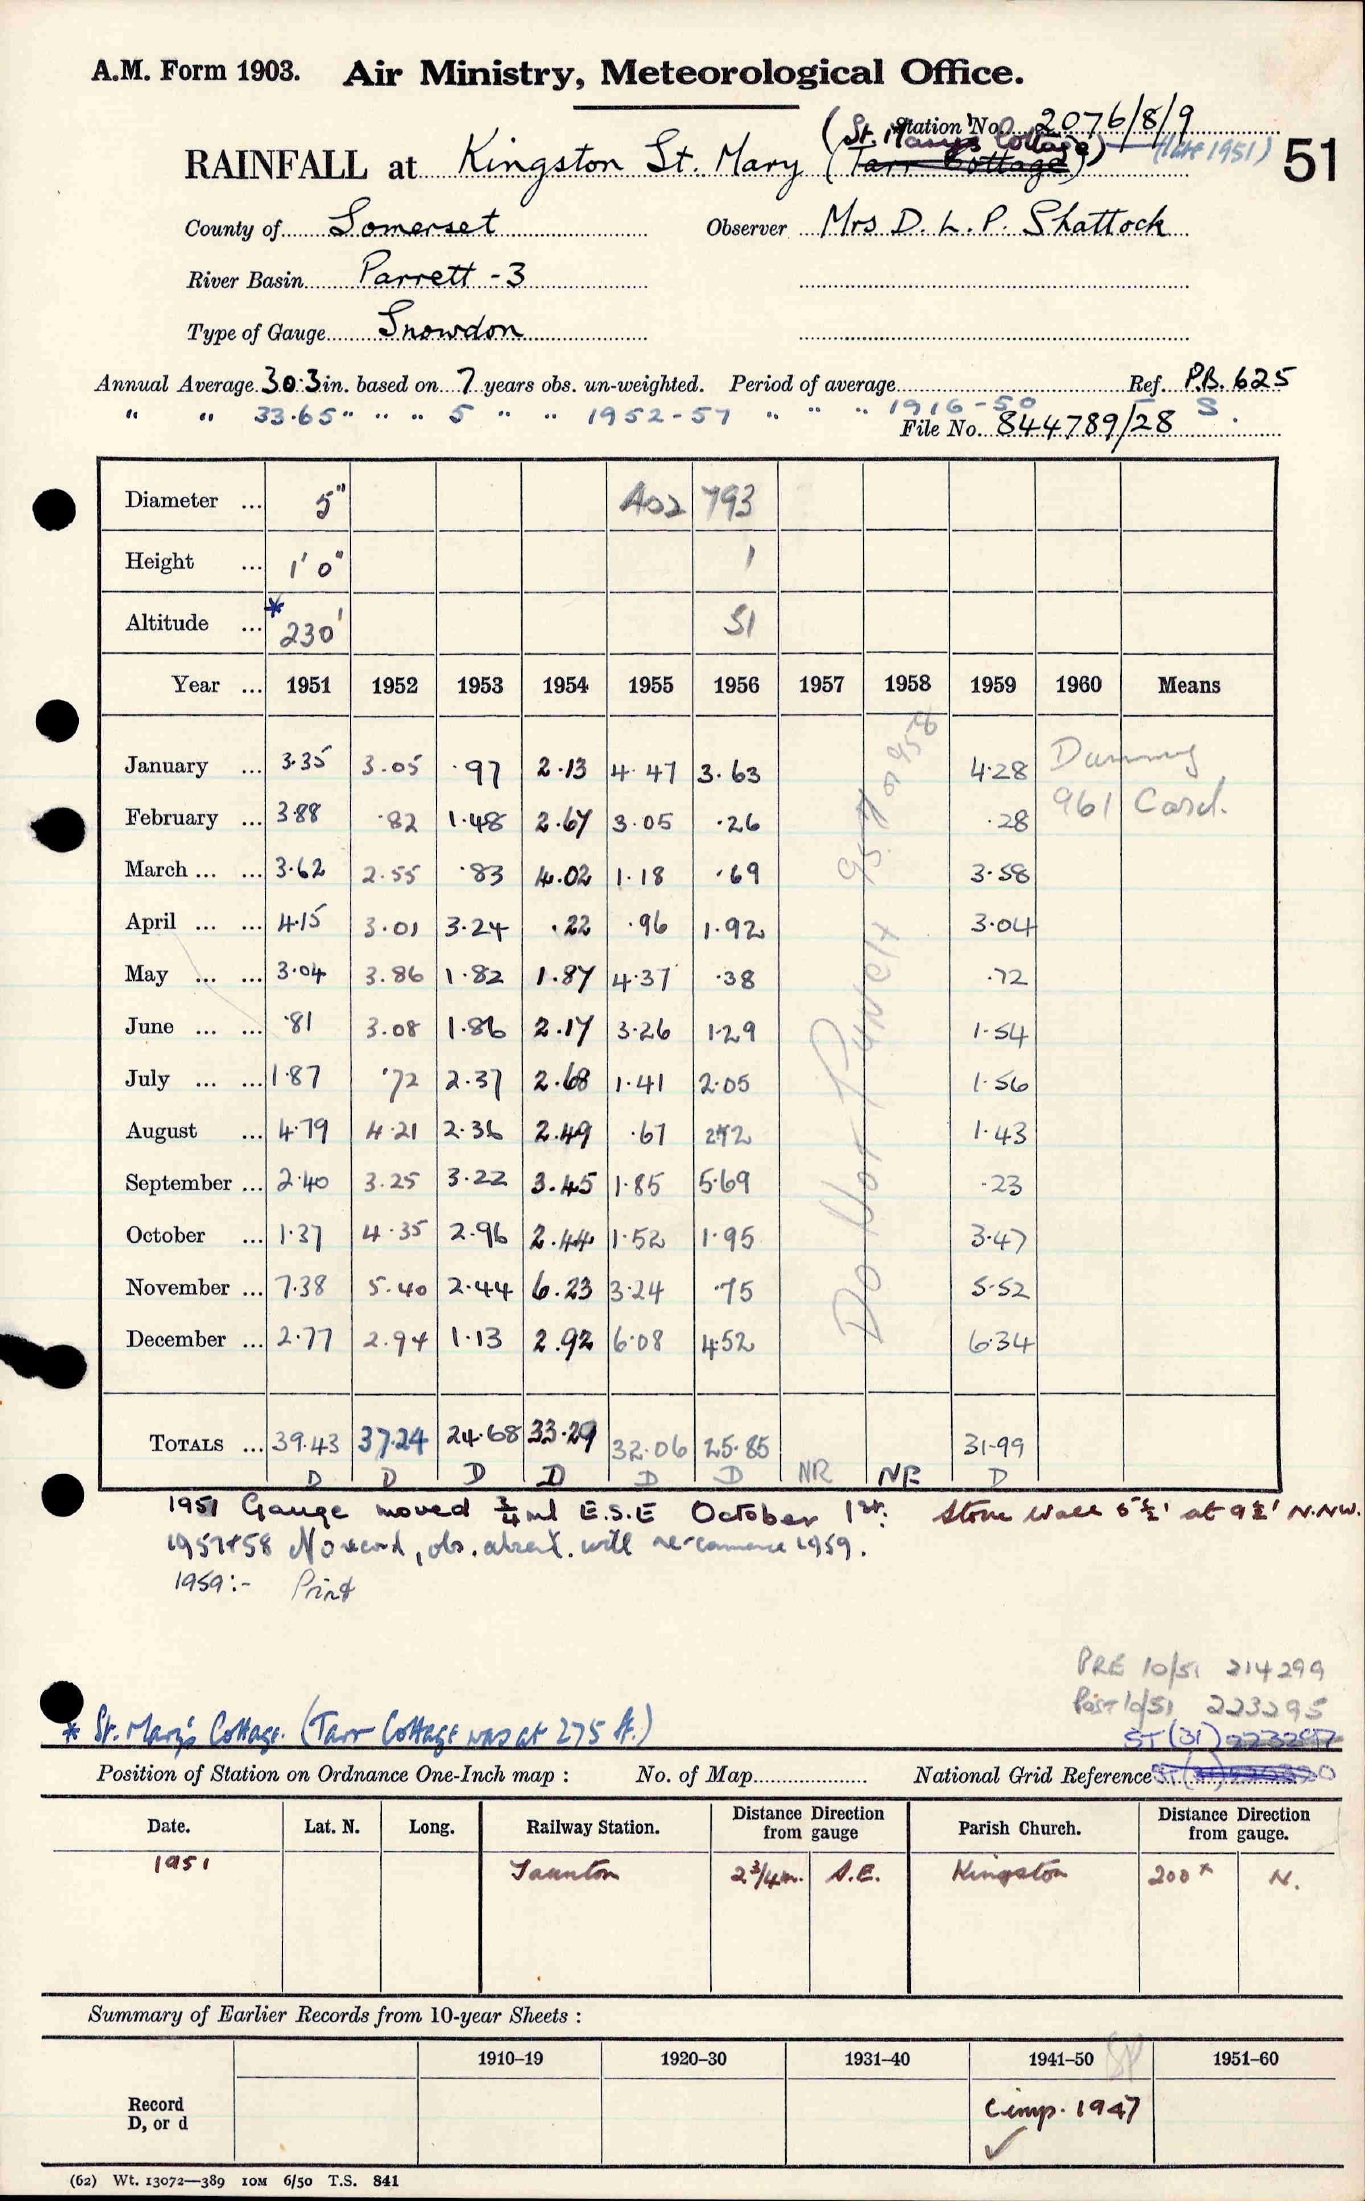 A.M. Form 1903. Air Ministry, Meteorological Office.
Station No. 2076/8/9
(St. Mary's Cottage) (late 1951)
RAINFALL at Kingston St. Mary (Tarr Cottage) 51
County of Somerset Observer Mrs D. L. P. Shattock
River Basin Parrett - 3
Type of Gauge Snowdon
Annual Average 30.3 in. based on 7 years obs. un-weighted. Period of average Ref. P.B. 625
" " 33.65 " " " 5 " " 1952-57 " " " 1916-50 S.
File No. 844789/28
Diameter ... 5" 793
Height ... 1' 0" 1
Altitude ... * 230' 51
Year ... 1951 1952 1953 1954 1955 1956 1957 1958 1959 1960 Means
January ... 3.35 3.05 .97 2.13 4.47 3.63 4.28 Dummy
February ... 3.88 .82 1.48 2.67 3.05 .26 .28 961 Card.
March ... ... 3.62 2.55 .83 4.02 1.18 .69 3.58
April ... ... 4.15 3.01 3.24 .22 .96 1.92 3.04
May ... ... 3.04 3.86 1.82 1.87 4.37 .38 .72
June ... ... .81 3.08 1.86 2.17 3.26 1.29 1.54
July ... ... 1.87 .72 2.37 2.68 1.41 2.05 1.56
August ... 4.79 4.21 2.36 2.49 .67 2.72 1.43
September ... 2.40 3.25 3.22 3.45 1.85 5.69 .23
October ... 1.37 4.35 2.96 2.44 1.52 1.95 3.47
November ... 7.38 5.40 2.44 6.23 3.24 .75 5.52
December ... 2.77 2.94 1.13 2.92 6.08 4.52 6.34
Do Not Punch 957 or 958
TOTALS ... 39.43 37.24 24.68 33.29 32.06 25.85 31.99
D D D D D D NR NR D
1951 Gauge moved 3/4 ml E.S.E October 1st. Stone wall 5½' at 9½' N.NW.
1957+58 No record, obs. absent. will re-commence 1959.
1959:- Print
PRE 10/51 214299
Post 10/51 223295
* St. Mary's Cottage. (Tarr Cottage was at 275 ft.) ST (31) 223297
Position of Station on Ordnance One-Inch map : No. of Map National Grid Reference
Date. Lat. N. Long. Railway Station. Distance from gauge Direction Parish Church. Distance from gauge. Direction
1951 Taunton 2 3/4 m. S.E. Kingston 200 x N.
Summary of Earlier Records from 10-year Sheets :
1910–19 1920–30 1931–40 1941–50 1951–60
Record D, or d Cimp. 1947 ✓
(62) Wt. 13072—389 10M 6/50 T.S. 841